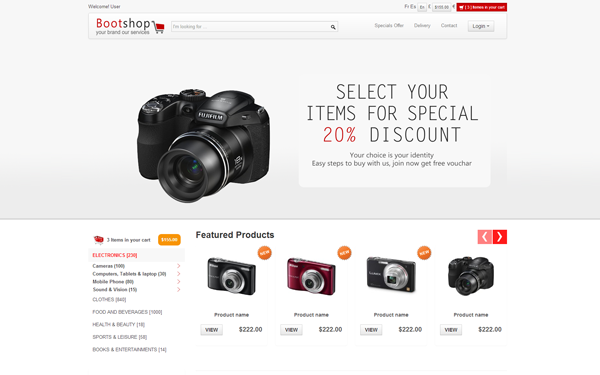 Welcome! User
Fr Es En £ $155.00 € [ 3 ] Itemes in your cart
Bootshop
your brand our services
I'm looking for ...
Specials Offer Delivery Contact Login
FUJIFILM
SELECT YOUR
ITEMS FOR SPECIAL
20% DISCOUNT
Your choice is your identity
Easy steps to buy with us, join now get free vouchar
3 Items in your cart $155.00
Featured Products
ELECTRONICS [230]
Cameras (100)
Computers, Tablets & laptop (30)
Mobile Phone (80)
Sound & Vision (15)
CLOTHES [840]
FOOD AND BEVERAGES [1000]
HEALTH & BEAUTY [18]
SPORTS & LEISURE [58]
BOOKS & ENTERTAINMENTS [14]
NEW NEW NEW
Product name Product name Product name Product name
VIEW $222.00 VIEW $222.00 VIEW $222.00 VIEW $222.00